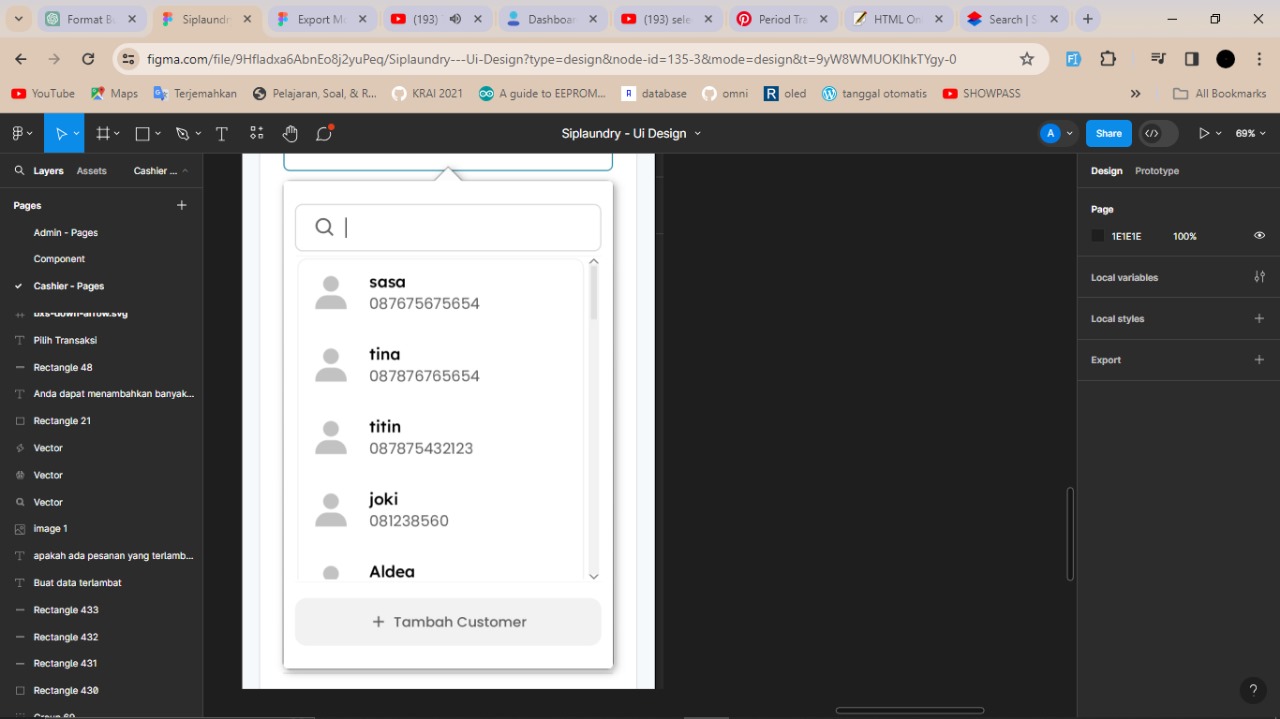 Format Bu
Siplaundr
Export Mo
(193)
Dashboar
(193) sele
Period Tra
HTML On
Search | S
figma.com/file/9Hfladxa6AbnEo8j2yuPeq/Siplaundry---Ui-Design?type=design&node-id=135-3&mode=design&t=9yW8WMUOKIhkTYgy-0
YouTube
Maps
Terjemahkan
Pelajaran, Soal, & R...
KRAI 2021
A guide to EEPROM...
database
omni
oled
tanggal otomatis
SHOWPASS
All Bookmarks
Siplaundry - Ui Design
A
Share
69%
Layers
Assets
Cashier ...
Pages
Admin - Pages
Component
Cashier - Pages
bxs-down-arrow.svg
Pilih Transaksi
Rectangle 48
Anda dapat menambahkan banyak...
Rectangle 21
Vector
Vector
Vector
image 1
apakah ada pesanan yang terlamb...
Buat data terlambat
Rectangle 433
Rectangle 432
Rectangle 431
Rectangle 430
Group 60
sasa
087675675654
tina
087876765654
titin
087875432123
joki
081238560
Aldea
+ Tambah Customer
Design
Prototype
Page
1E1E1E
100%
Local variables
Local styles
Export
?